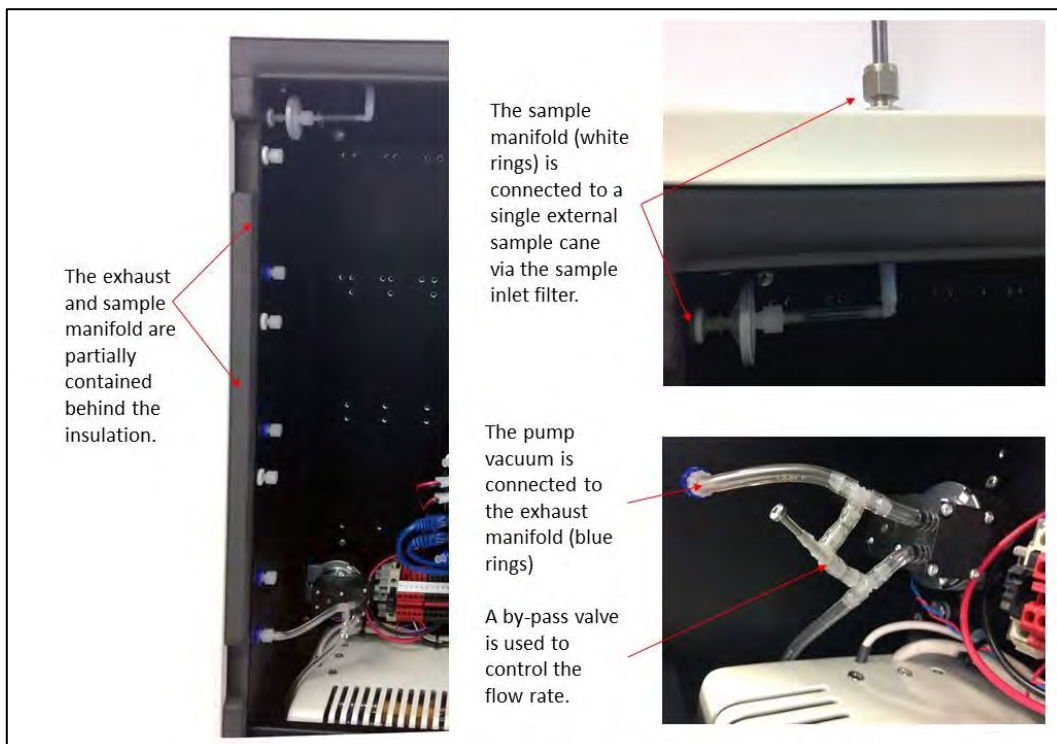 The exhaust
and sample
manifold are
partially
contained
behind the
insulation.
The sample
manifold (white
rings) is
connected to a
single external
sample cane
via the sample
inlet filter.
The pump
vacuum is
connected to
the exhaust
manifold (blue
rings)
A by-pass valve
is used to
control the
flow rate.